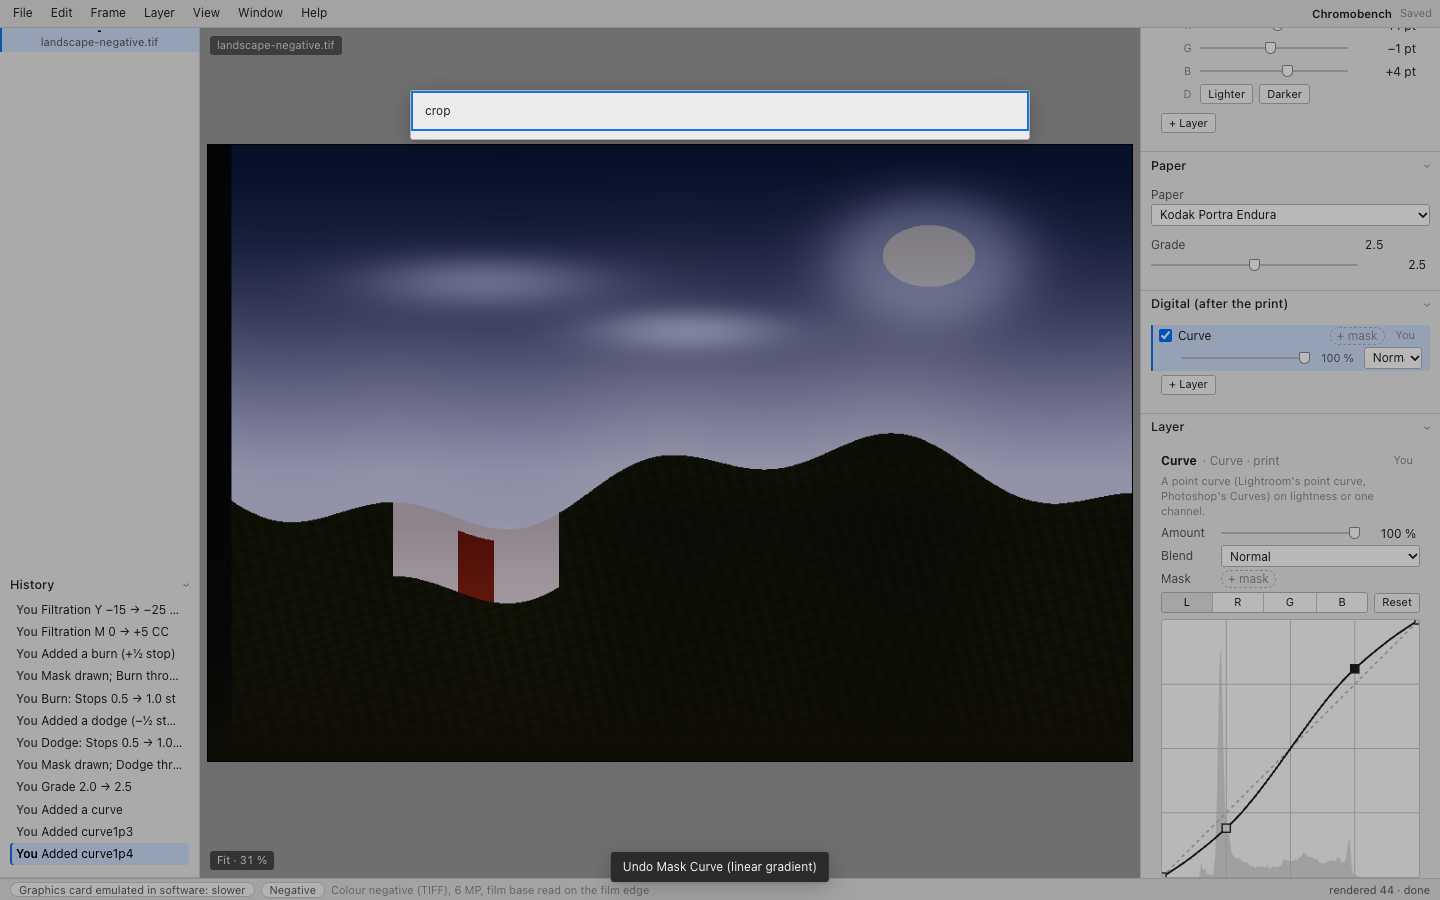 File Edit Frame Layer View Window Help
Chromobench Saved
landscape-negative.tif
landscape-negative.tif
crop
G −1 pt
B +4 pt
D Lighter Darker
+ Layer
Paper
Paper
Kodak Portra Endura
Grade 2.5
2.5
Digital (after the print)
Curve + mask You
100 % Norm
+ Layer
Layer
Curve · Curve · print You
A point curve (Lightroom's point curve,
Photoshop's Curves) on lightness or one
channel.
Amount 100 %
Blend Normal
Mask + mask
L R G B Reset
History
You Filtration Y −15 → −25 ...
You Filtration M 0 → +5 CC
You Added a burn (+½ stop)
You Mask drawn; Burn thro...
You Burn: Stops 0.5 → 1.0 st
You Added a dodge (−½ st...
You Dodge: Stops 0.5 → 1.0...
You Mask drawn; Dodge thr...
You Grade 2.0 → 2.5
You Added a curve
You Added curve1p3
You Added curve1p4
Fit · 31 %
Undo Mask Curve (linear gradient)
Graphics card emulated in software: slower Negative Colour negative (TIFF), 6 MP, film base read on the film edge
rendered 44 · done